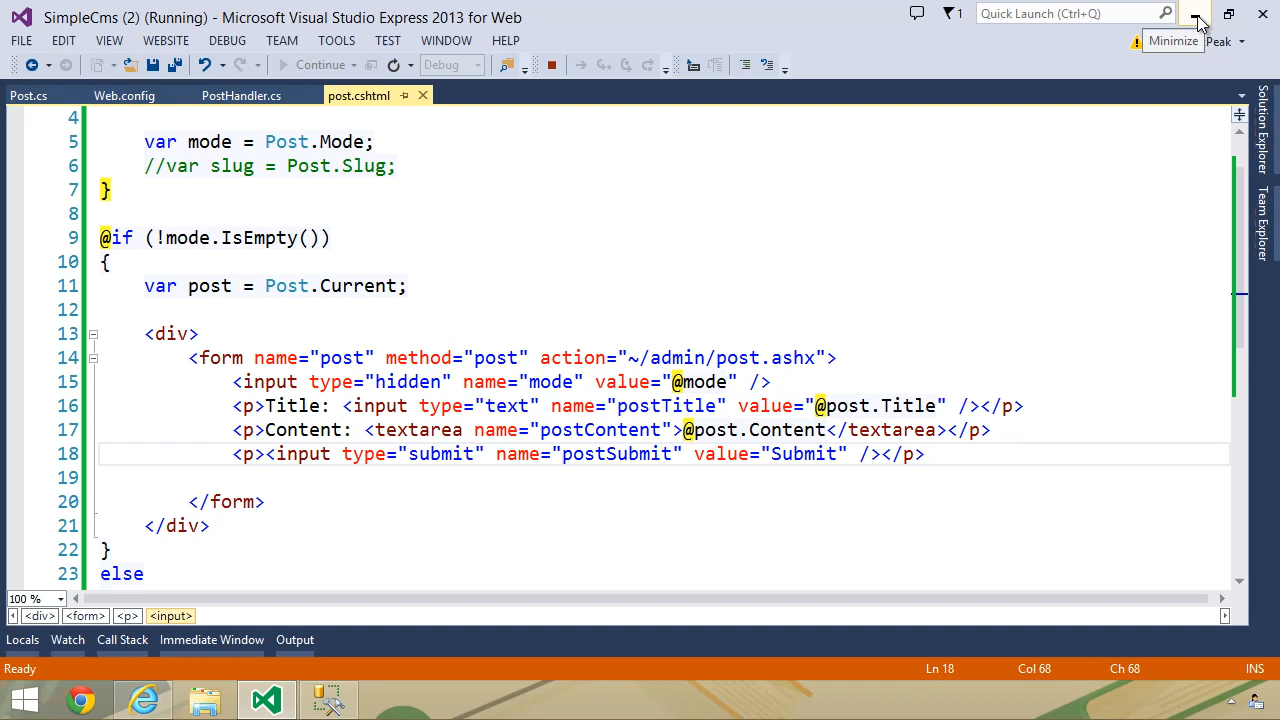 SimpleCms (2) (Running) - Microsoft Visual Studio Express 2013 for Web
1
Quick Launch (Ctrl+Q)
FILE EDIT VIEW WEBSITE DEBUG TEAM TOOLS TEST WINDOW HELP
Minimize
Peak
Continue
Debug
Post.cs Web.config PostHandler.cs post.cshtml
Solution Explorer
Team Explorer
4
5 var mode = Post.Mode;
6 //var slug = Post.Slug;
7 }
8
9 @if (!mode.IsEmpty())
10 {
11 var post = Post.Current;
12
13 <div>
14 <form name="post" method="post" action="~/admin/post.ashx">
15 <input type="hidden" name="mode" value="@mode" />
16 <p>Title: <input type="text" name="postTitle" value="@post.Title" /></p>
17 <p>Content: <textarea name="postContent">@post.Content</textarea></p>
18 <p><input type="submit" name="postSubmit" value="Submit" /></p>
19
20 </form>
21 </div>
22 }
23 else
100 %
<div> <form> <p> <input>
Locals Watch Call Stack Immediate Window Output
Ready Ln 18 Col 68 Ch 68 INS